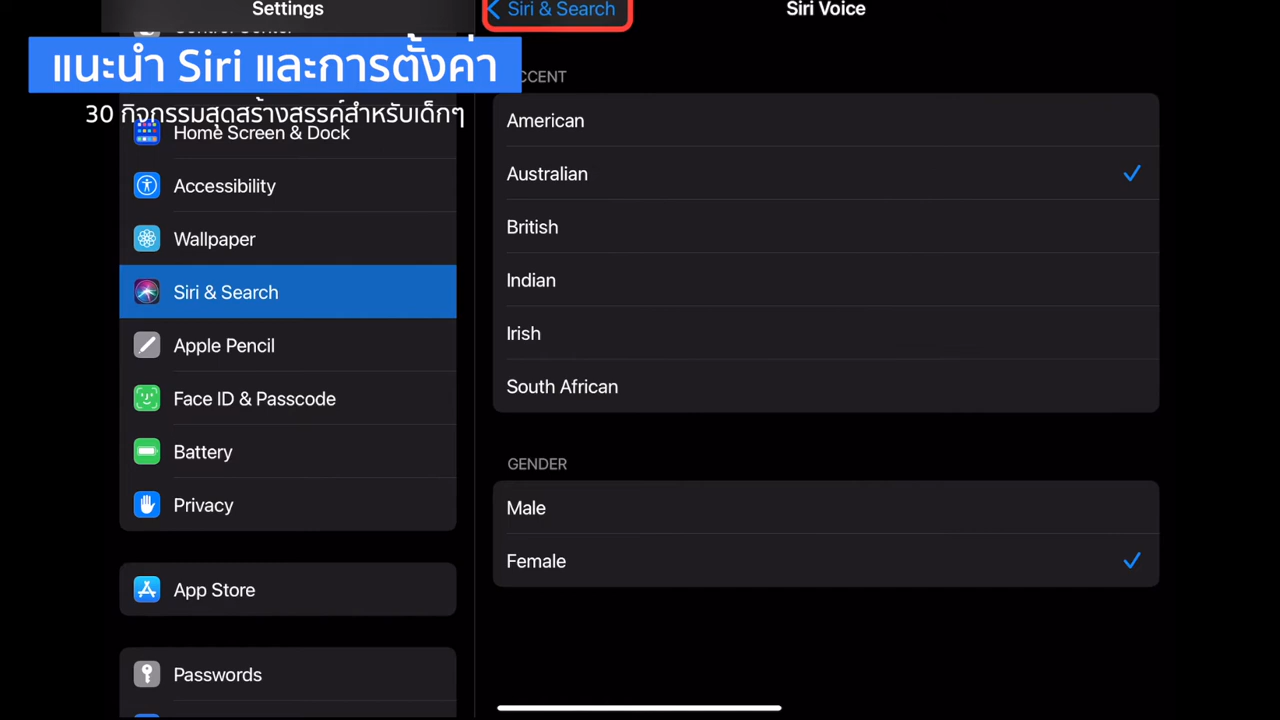 Settings
แนะนำ Siri และการตั้งค่า
30 กิจกรรมสุดสร้างสรรค์สำหรับเด็กๆ
Home Screen & Dock
Accessibility
Wallpaper
Siri & Search
Apple Pencil
Face ID & Passcode
Battery
Privacy
App Store
Passwords
Siri & Search
Siri Voice
CCENT
American
Australian
British
Indian
Irish
South African
GENDER
Male
Female